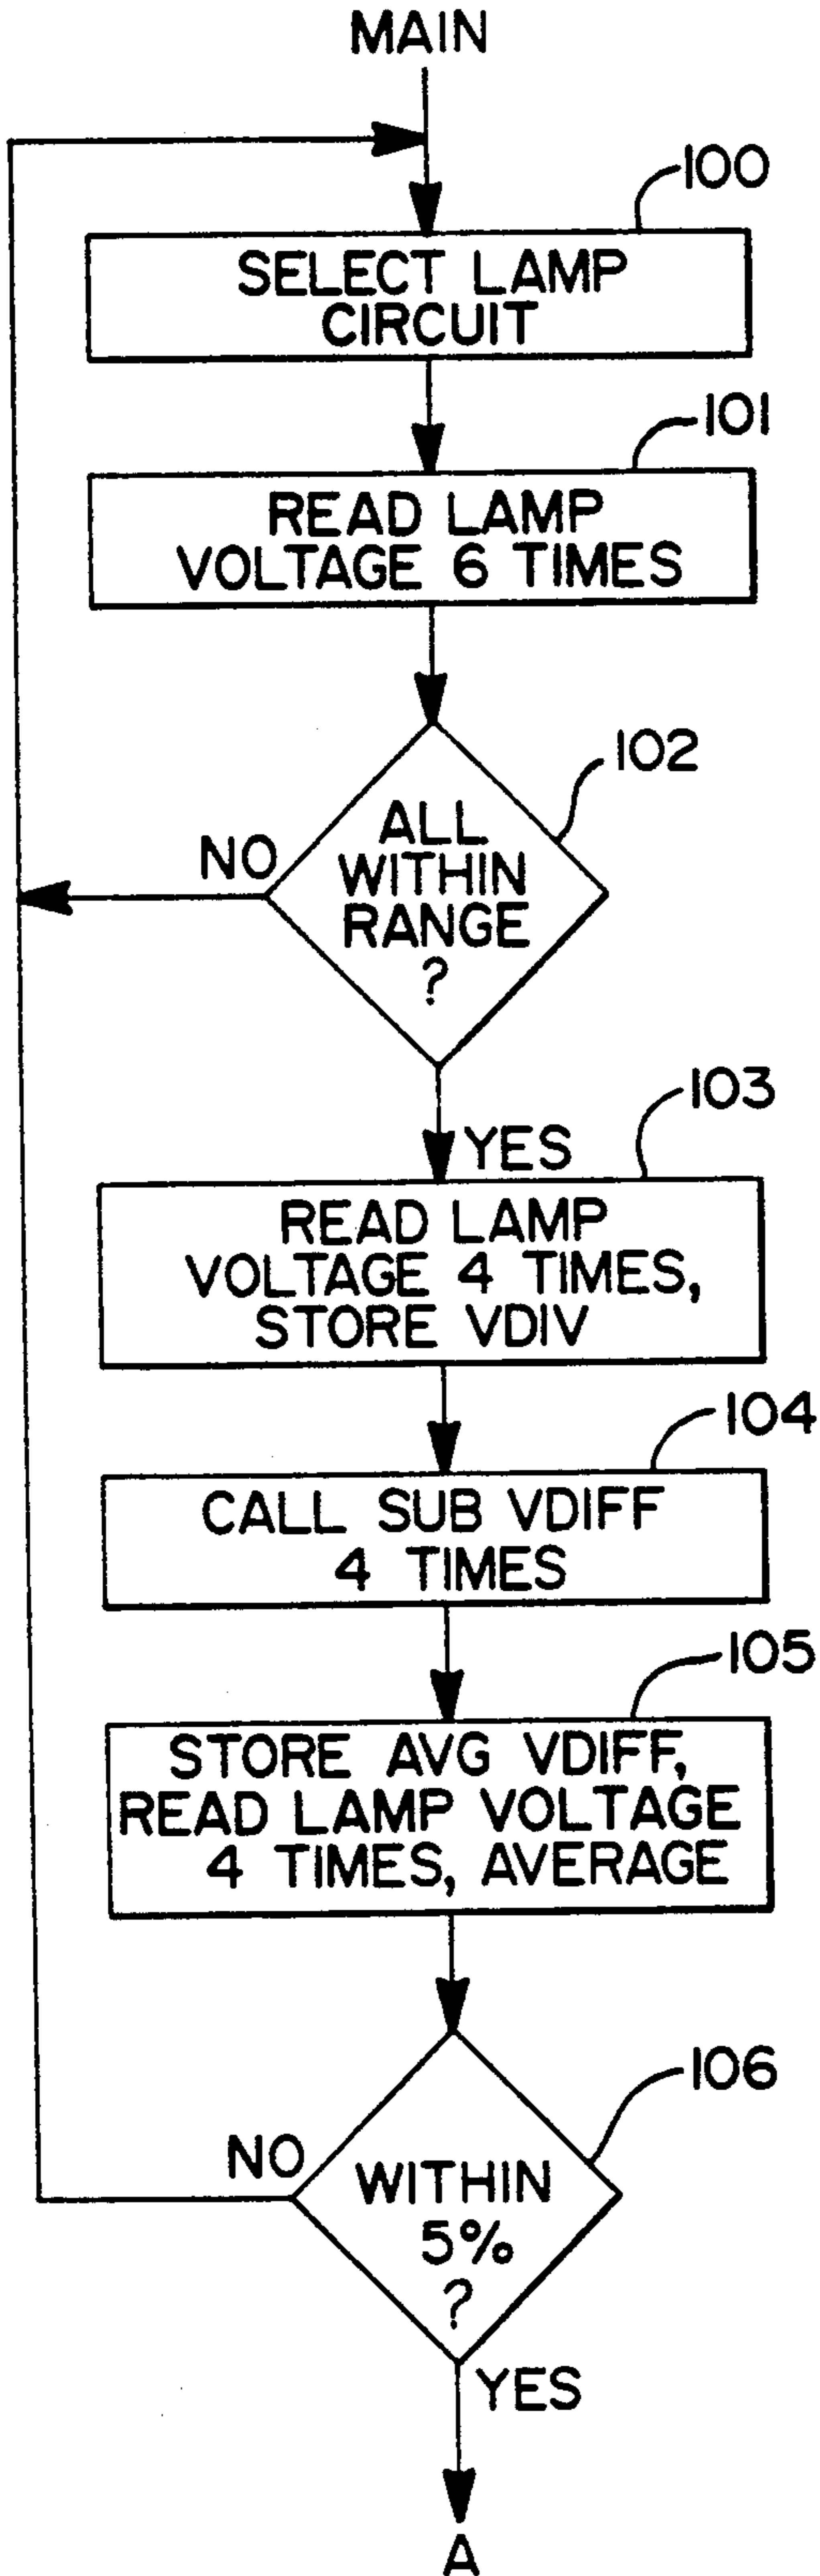 MAIN
100
SELECT LAMP
CIRCUIT
101
READ LAMP
VOLTAGE 6 TIMES
102
ALL
WITHIN
RANGE
?
NO
YES
103
READ LAMP
VOLTAGE 4 TIMES,
STORE VDIV
104
CALL SUB VDIFF
4 TIMES
105
STORE AVG VDIFF,
READ LAMP VOLTAGE
4 TIMES, AVERAGE
106
NO
WITHIN
5%
?
YES
A